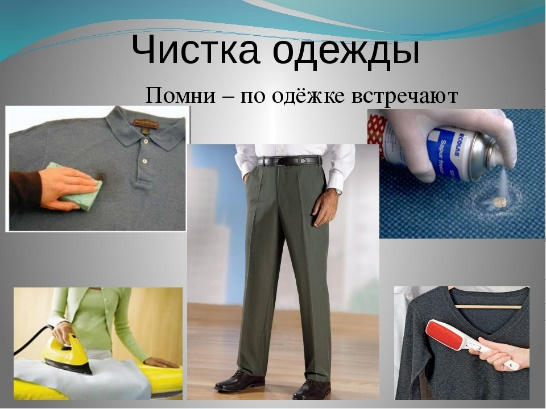 Чистка одежды
Помни – по одёжке встречают